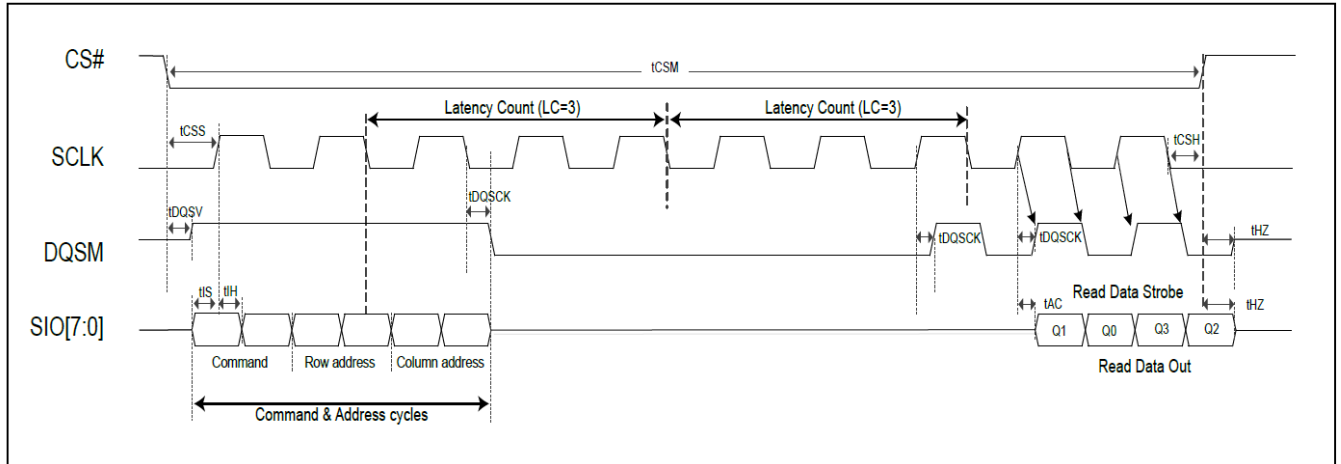 CS#
tCSM
Latency Count (LC=3) Latency Count (LC=3)
tCSS
tCSH
SCLK
tDQSV
tDQSCK
DQSM
tDQSCK tDQSCK
tHZ
Read Data Strobe
tIS tIH
tAC
tHZ
SIO[7:0]
Q1 Q0 Q3 Q2
Command Row address Column address
Read Data Out
Command & Address cycles